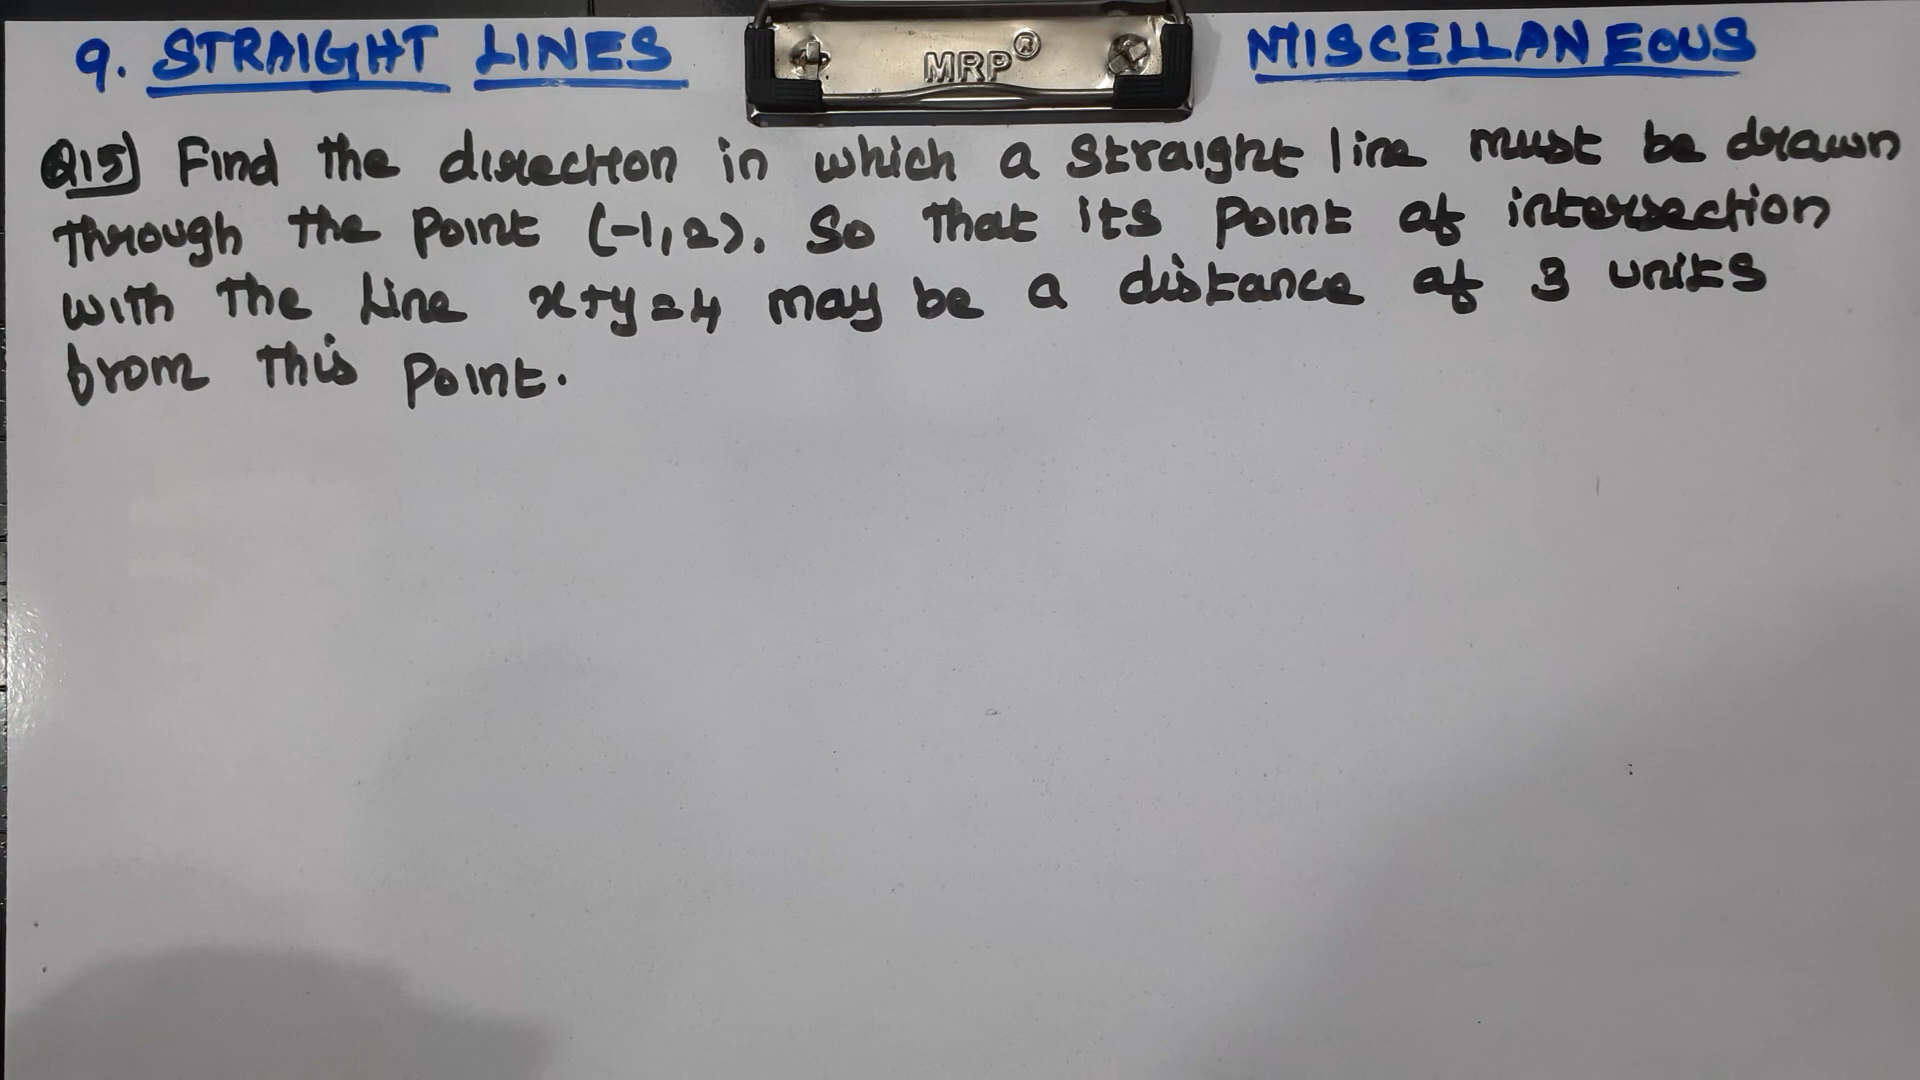 9. STRAIGHT LINES
MRP®
MISCELLANEOUS
Q15) Find the direction in which a straight line must be drawn
through the point (-1,2). So that its point of intersection
with the line x+y=4 may be a distance of 3 units
from this point.